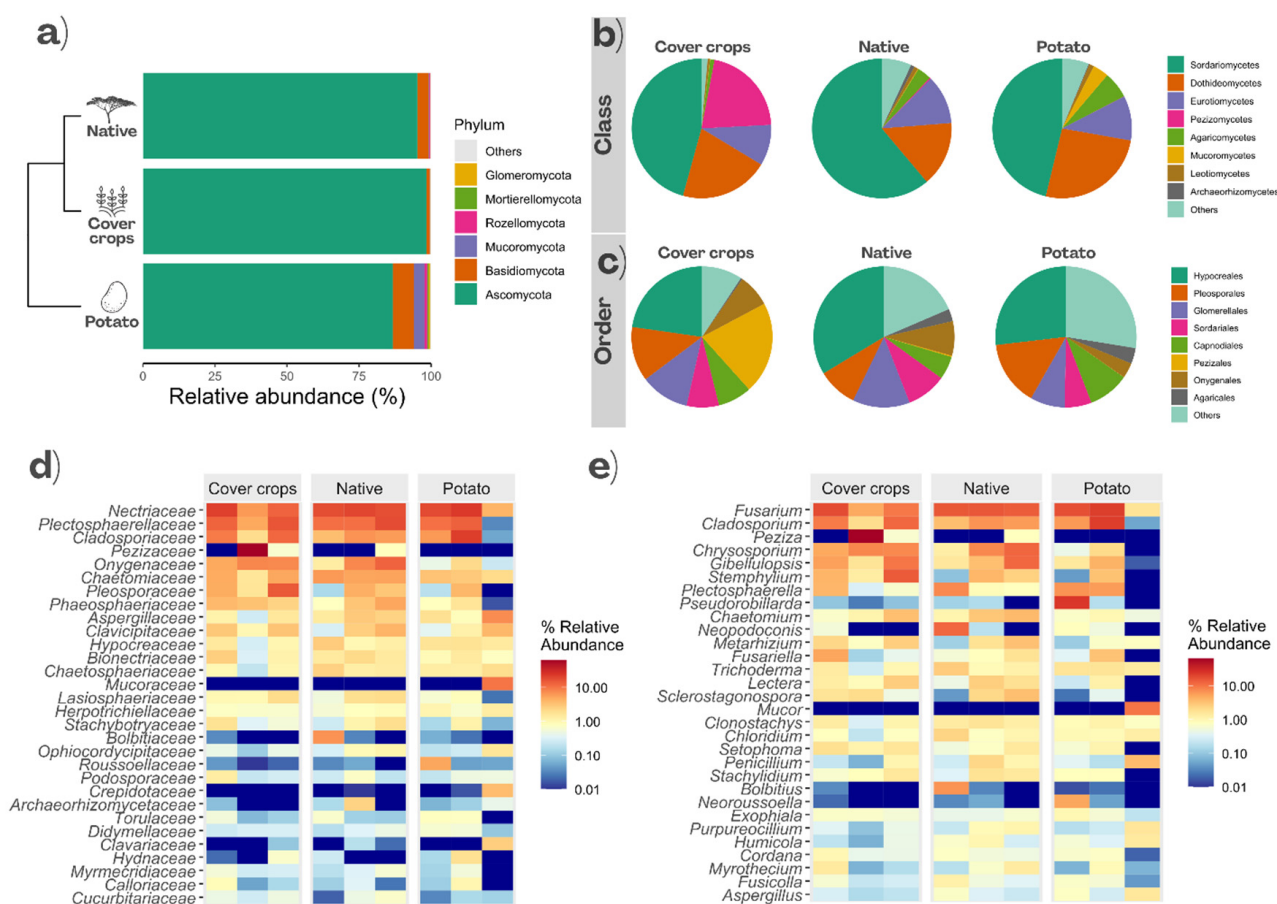 a)
Native
Cover
crops
Potato
0
25
50
75
100
Relative abundance (%)
Phylum
Others
Glomeromycota
Mortierellomycota
Rozellomycota
Mucoromycota
Basidiomycota
Ascomycota
b)
Class
Cover crops
Native
Potato
Sordariomycetes
Dothideomycetes
Eurotiomycetes
Pezizomycetes
Agaricomycetes
Mucoromycetes
Leotiomycetes
Archaeorhizomycetes
Others
c)
Order
Cover crops
Native
Potato
Hypocreales
Pleosporales
Glomerellales
Sordariales
Capnodiales
Pezizales
Onygenales
Agaricales
Others
d)
Cover crops
Native
Potato
Nectriaceae
Plectosphaerellaceae
Cladosporiaceae
Pezizaceae
Onygenaceae
Chaetomiaceae
Pleosporaceae
Phaeosphaeriaceae
Aspergillaceae
Clavicipitaceae
Hypocreaceae
Bionectriaceae
Chaetosphaeriaceae
Mucoraceae
Lasiosphaeriaceae
Herpotrichiellaceae
Stachybotryaceae
Bolbitiaceae
Ophiocordycipitaceae
Roussoellaceae
Podosporaceae
Crepidotaceae
Archaeorhizomycetaceae
Torulaceae
Didymellaceae
Clavariaceae
Hydnaceae
Myrmecridiaceae
Calloriaceae
Cucurbitariaceae
% Relative
Abundance
10.00
1.00
0.10
0.01
e)
Cover crops
Native
Potato
Fusarium
Cladosporium
Peziza
Chrysosporium
Gibellulopsis
Stemphylium
Plectosphaerella
Pseudorobillarda
Chaetomium
Neopodoconis
Metarhizium
Fusariella
Trichoderma
Lectera
Sclerostagonospora
Mucor
Clonostachys
Chloridium
Setophoma
Penicillium
Stachylidium
Bolbitius
Neoroussoella
Exophiala
Purpureocillium
Humicola
Cordana
Myrothecium
Fusicolla
Aspergillus
% Relative
Abundance
10.00
1.00
0.10
0.01